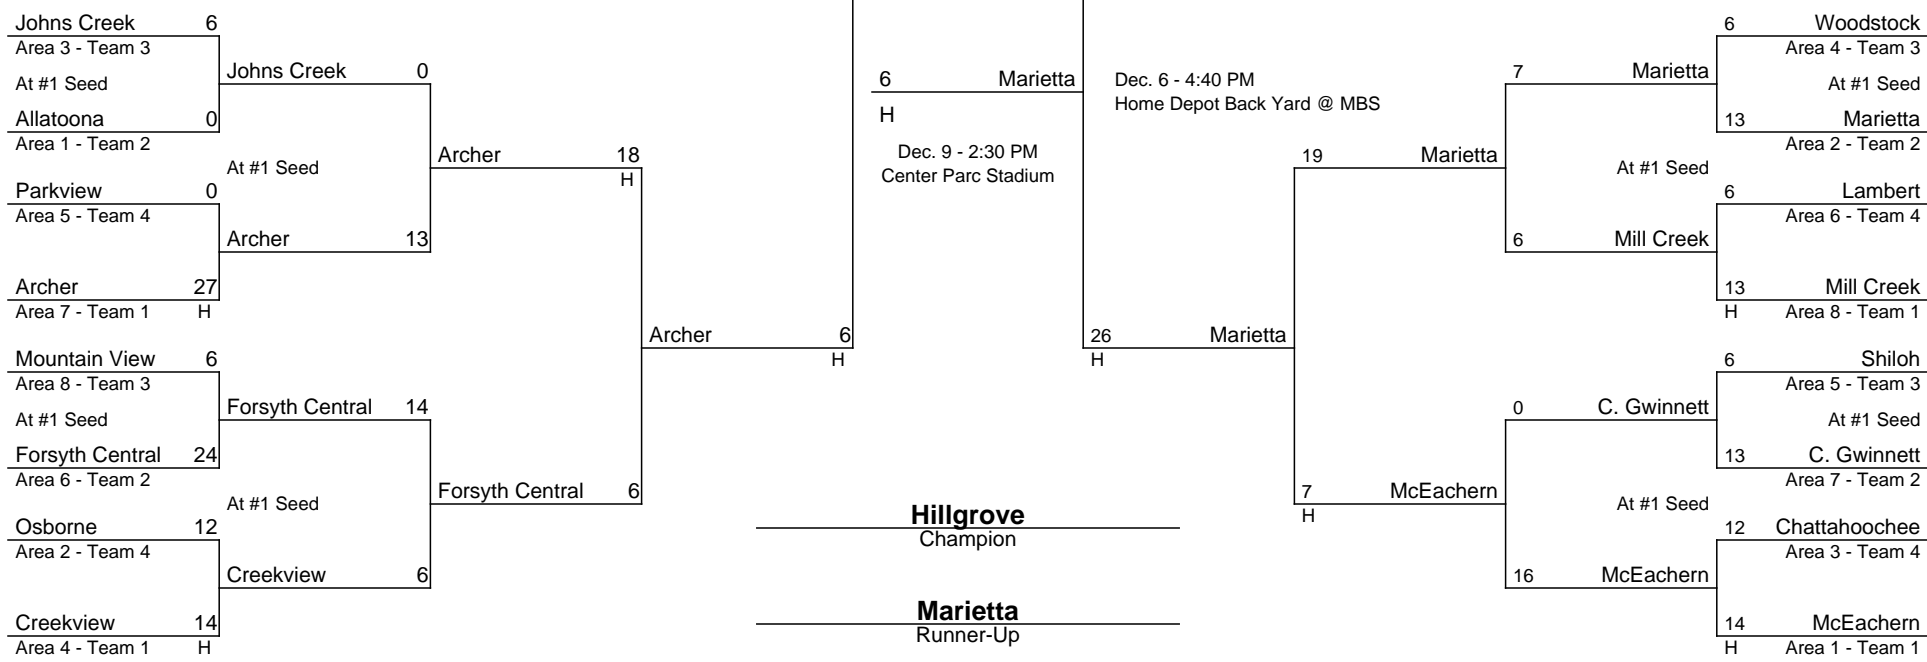 Johns Creek 6
Area 3 - Team 3
At #1 Seed
Allatoona 0
Area 1 - Team 2
Parkview 0
Area 5 - Team 4
Archer 27
Area 7 - Team 1 H
Mountain View 6
Area 8 - Team 3
At #1 Seed
Forsyth Central 24
Area 6 - Team 2
Osborne 12
Area 2 - Team 4
Creekview 14
Area 4 - Team 1 H
Johns Creek 0
At #1 Seed
Archer 13
Forsyth Central 14
At #1 Seed
Creekview 6
Archer 18
H
Forsyth Central 6
Archer 6
H
6 Marietta
H
Dec. 9 - 2:30 PM
Center Parc Stadium
Hillgrove
Champion
Marietta
Runner-Up
Dec. 6 - 4:40 PM
Home Depot Back Yard @ MBS
26 Marietta
H
19 Marietta
7 McEachern
H
7 Marietta
At #1 Seed
6 Mill Creek
0 C. Gwinnett
At #1 Seed
16 McEachern
6 Woodstock
Area 4 - Team 3
At #1 Seed
13 Marietta
Area 2 - Team 2
6 Lambert
Area 6 - Team 4
13 Mill Creek
H Area 8 - Team 1
6 Shiloh
Area 5 - Team 3
At #1 Seed
13 C. Gwinnett
Area 7 - Team 2
12 Chattahoochee
Area 3 - Team 4
14 McEachern
H Area 1 - Team 1